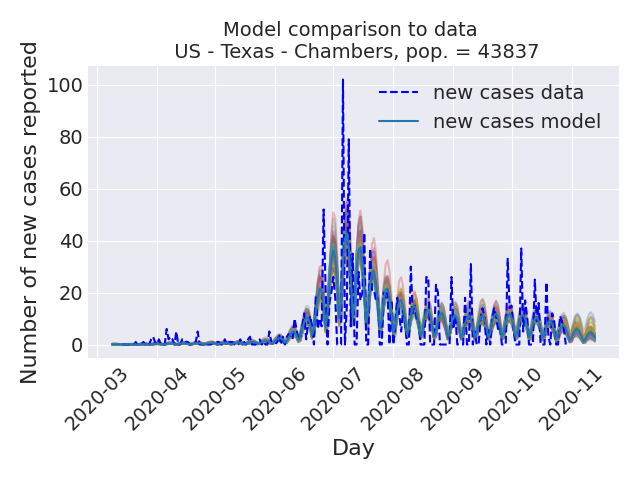 Model comparison to data
US - Texas - Chambers, pop. = 43837
Number of new cases reported
100
80
60
40
20
0
new cases data
new cases model
2020-03
2020-04
2020-05
2020-06
2020-07
2020-08
2020-09
2020-10
2020-11
Day